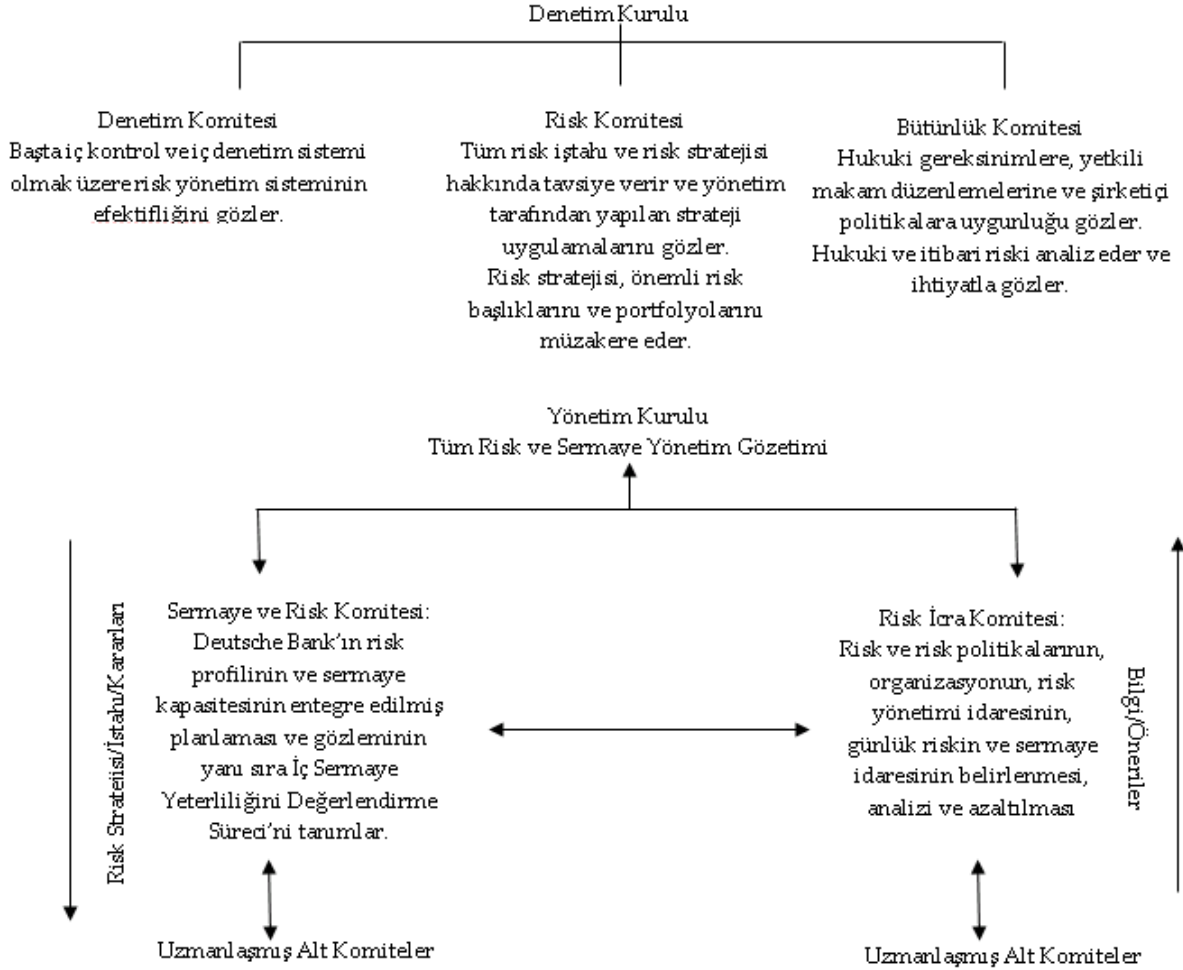 Denetim Kurulu
Denetim Komitesi
Başta iç kontrol ve iç denetim sistemi
olmak üzere risk yönetim sisteminin
efektifliğini gözler.
Risk Komitesi
Tüm risk iştahı ve risk stratejisi
hakkında tavsiye verir ve yönetim
tarafından yapılan strateji
uygulamalarını gözler.
Risk stratejisi, önemli risk
başlıklarını ve portfolyolarını
müzakere eder.
Bütünlük Komitesi
Hukuki gereksinimlere, yetkili
makam düzenlemelerine ve şirketiçi
politikalara uygunluğu gözler.
Hukuki ve itibari riski analiz eder ve
ihtiyatla gözler.
Yönetim Kurulu
Tüm Risk ve Sermaye Yönetim Gözetimi
Risk Stratejisi/İstahı/Kararları
Sermaye ve Risk Komitesi:
Deutsche Bank'ın risk
profilinin ve sermaye
kapasitesinin entegre edilmiş
planlaması ve gözleminin
yanı sıra İç Sermaye
Yeterliliğini Değerlendirme
Süreci'ni tanımlar.
Risk İcra Komitesi:
Risk ve risk politikalarının,
organizasyonun, risk
yönetimi idaresinin,
günlük riskin ve sermaye
idaresinin belirlenmesi,
analizi ve azaltılması
Bilgi/Öneriler
Uzmanlaşmış Alt Komiteler
Uzmanlaşmış Alt Komiteler